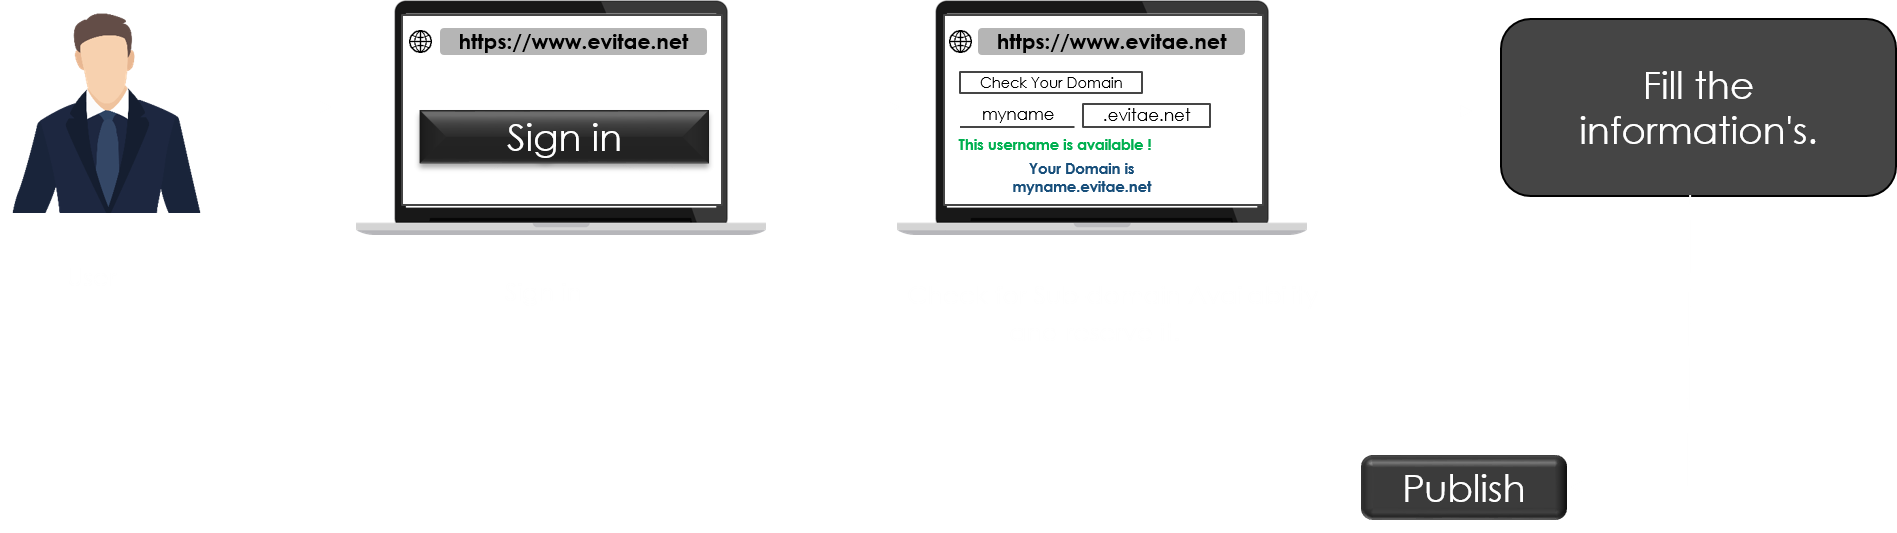 https://www.evitae.net
Sign in
https://www.evitae.net
Check Your Domain
myname .evitae.net
This username is available !
Your Domain is
myname.evitae.net
Fill the
information's.
Publish